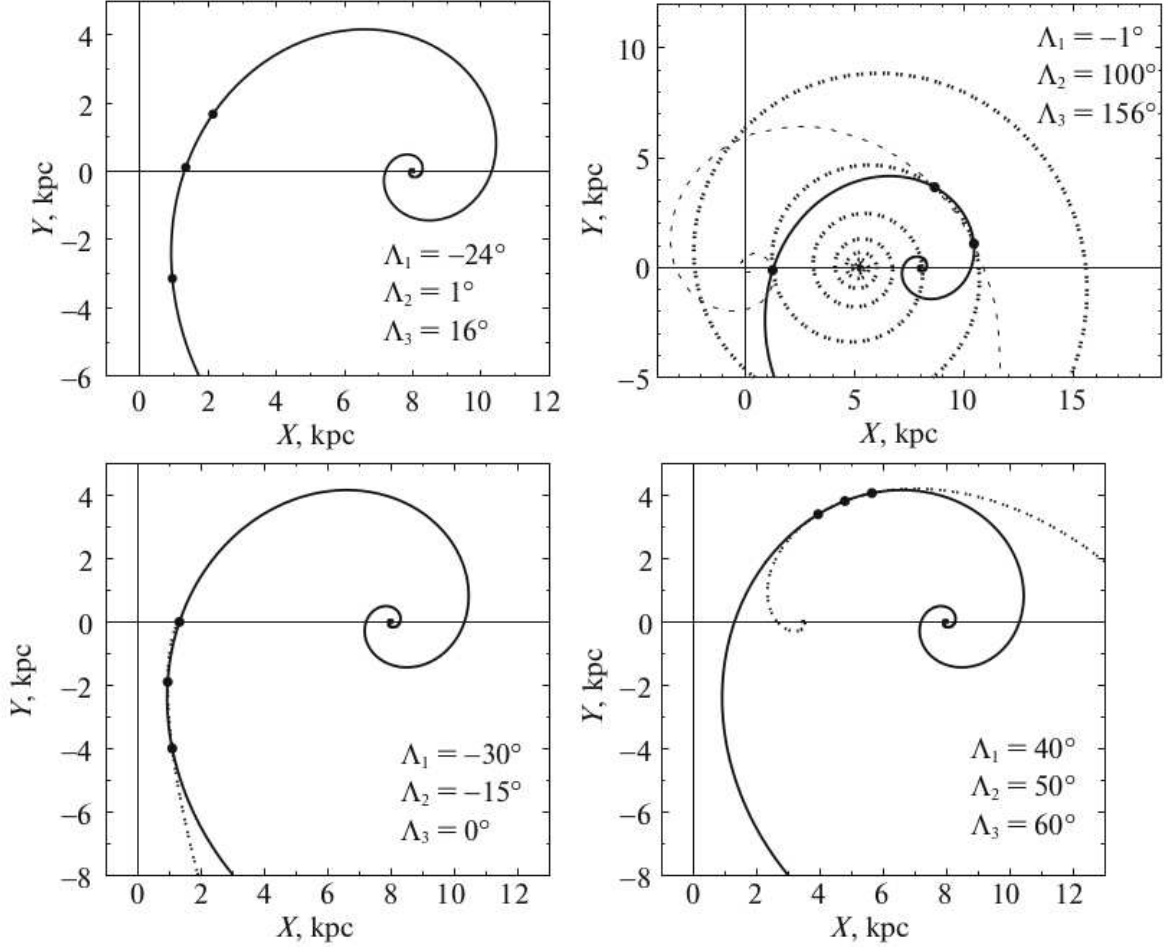 4
2
0
−2
−4
−6
Y, kpc
0 2 4 6 8 10 12
X, kpc
Λ1 = −24°
Λ2 = 1°
Λ3 = 16°
10
5
0
−5
Y, kpc
0 5 10 15
X, kpc
Λ1 = −1°
Λ2 = 100°
Λ3 = 156°
4
2
0
−2
−4
−6
−8
Y, kpc
0 2 4 6 8 10 12
X, kpc
Λ1 = −30°
Λ2 = −15°
Λ3 = 0°
4
2
0
−2
−4
−6
−8
Y, kpc
0 2 4 6 8 10 12
X, kpc
Λ1 = 40°
Λ2 = 50°
Λ3 = 60°